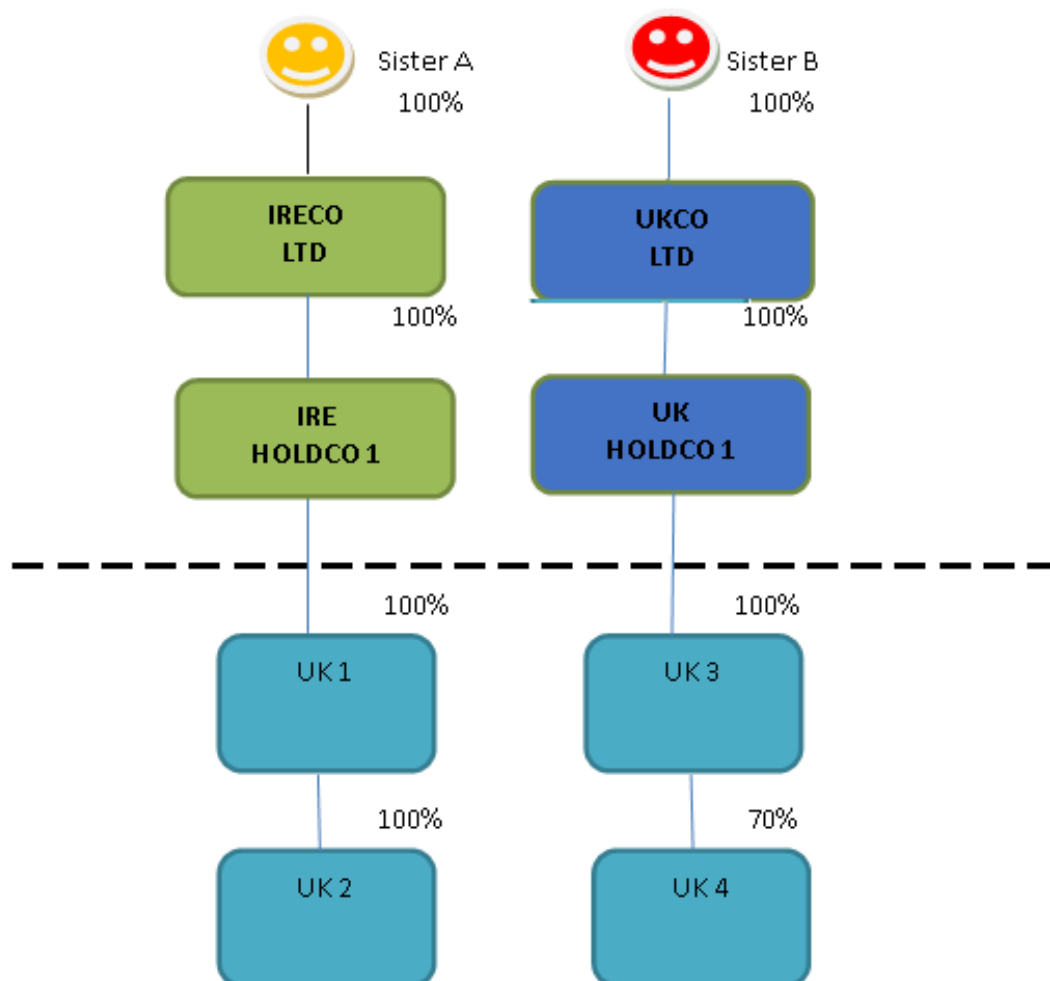 Sister A
100%
Sister B
100%
IRECO
LTD
UKCO
LTD
100%
100%
IRE
HOLDCO 1
UK
HOLDCO 1
100%
100%
UK 1
UK 3
100%
70%
UK 2
UK 4